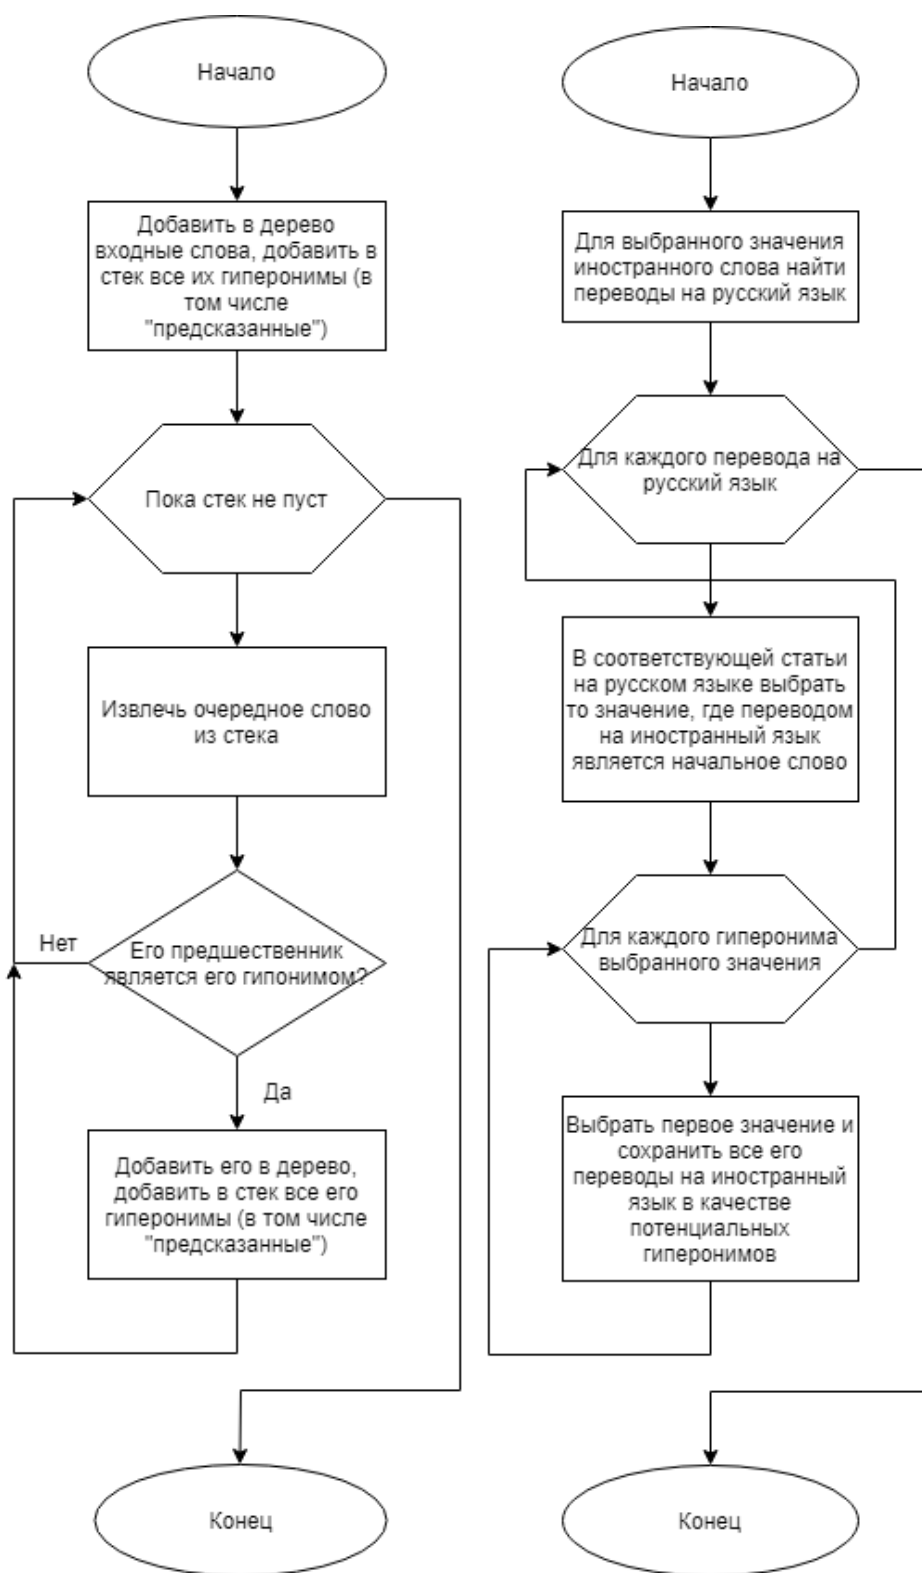 Начало
Добавить в дерево
входные слова, добавить в
стек все их гиперонимы (в
том числе
"предсказанные")
Пока стек не пуст
Извлечь очередное слово
из стека
Его предшественник
является его гипонимом?
Нет
Да
Добавить его в дерево,
добавить в стек все его
гиперонимы (в том числе
"предсказанные")
Конец
Начало
Для выбранного значения
иностранного слова найти
переводы на русский язык
Для каждого перевода на
русский язык
В соответствующей статьи
на русском языке выбрать
то значение, где переводом
на иностранный язык
является начальное слово
Для каждого гиперонима
выбранного значения
Выбрать первое значение и
сохранить все его
переводы на иностранный
язык в качестве
потенциальных
гиперонимов
Конец